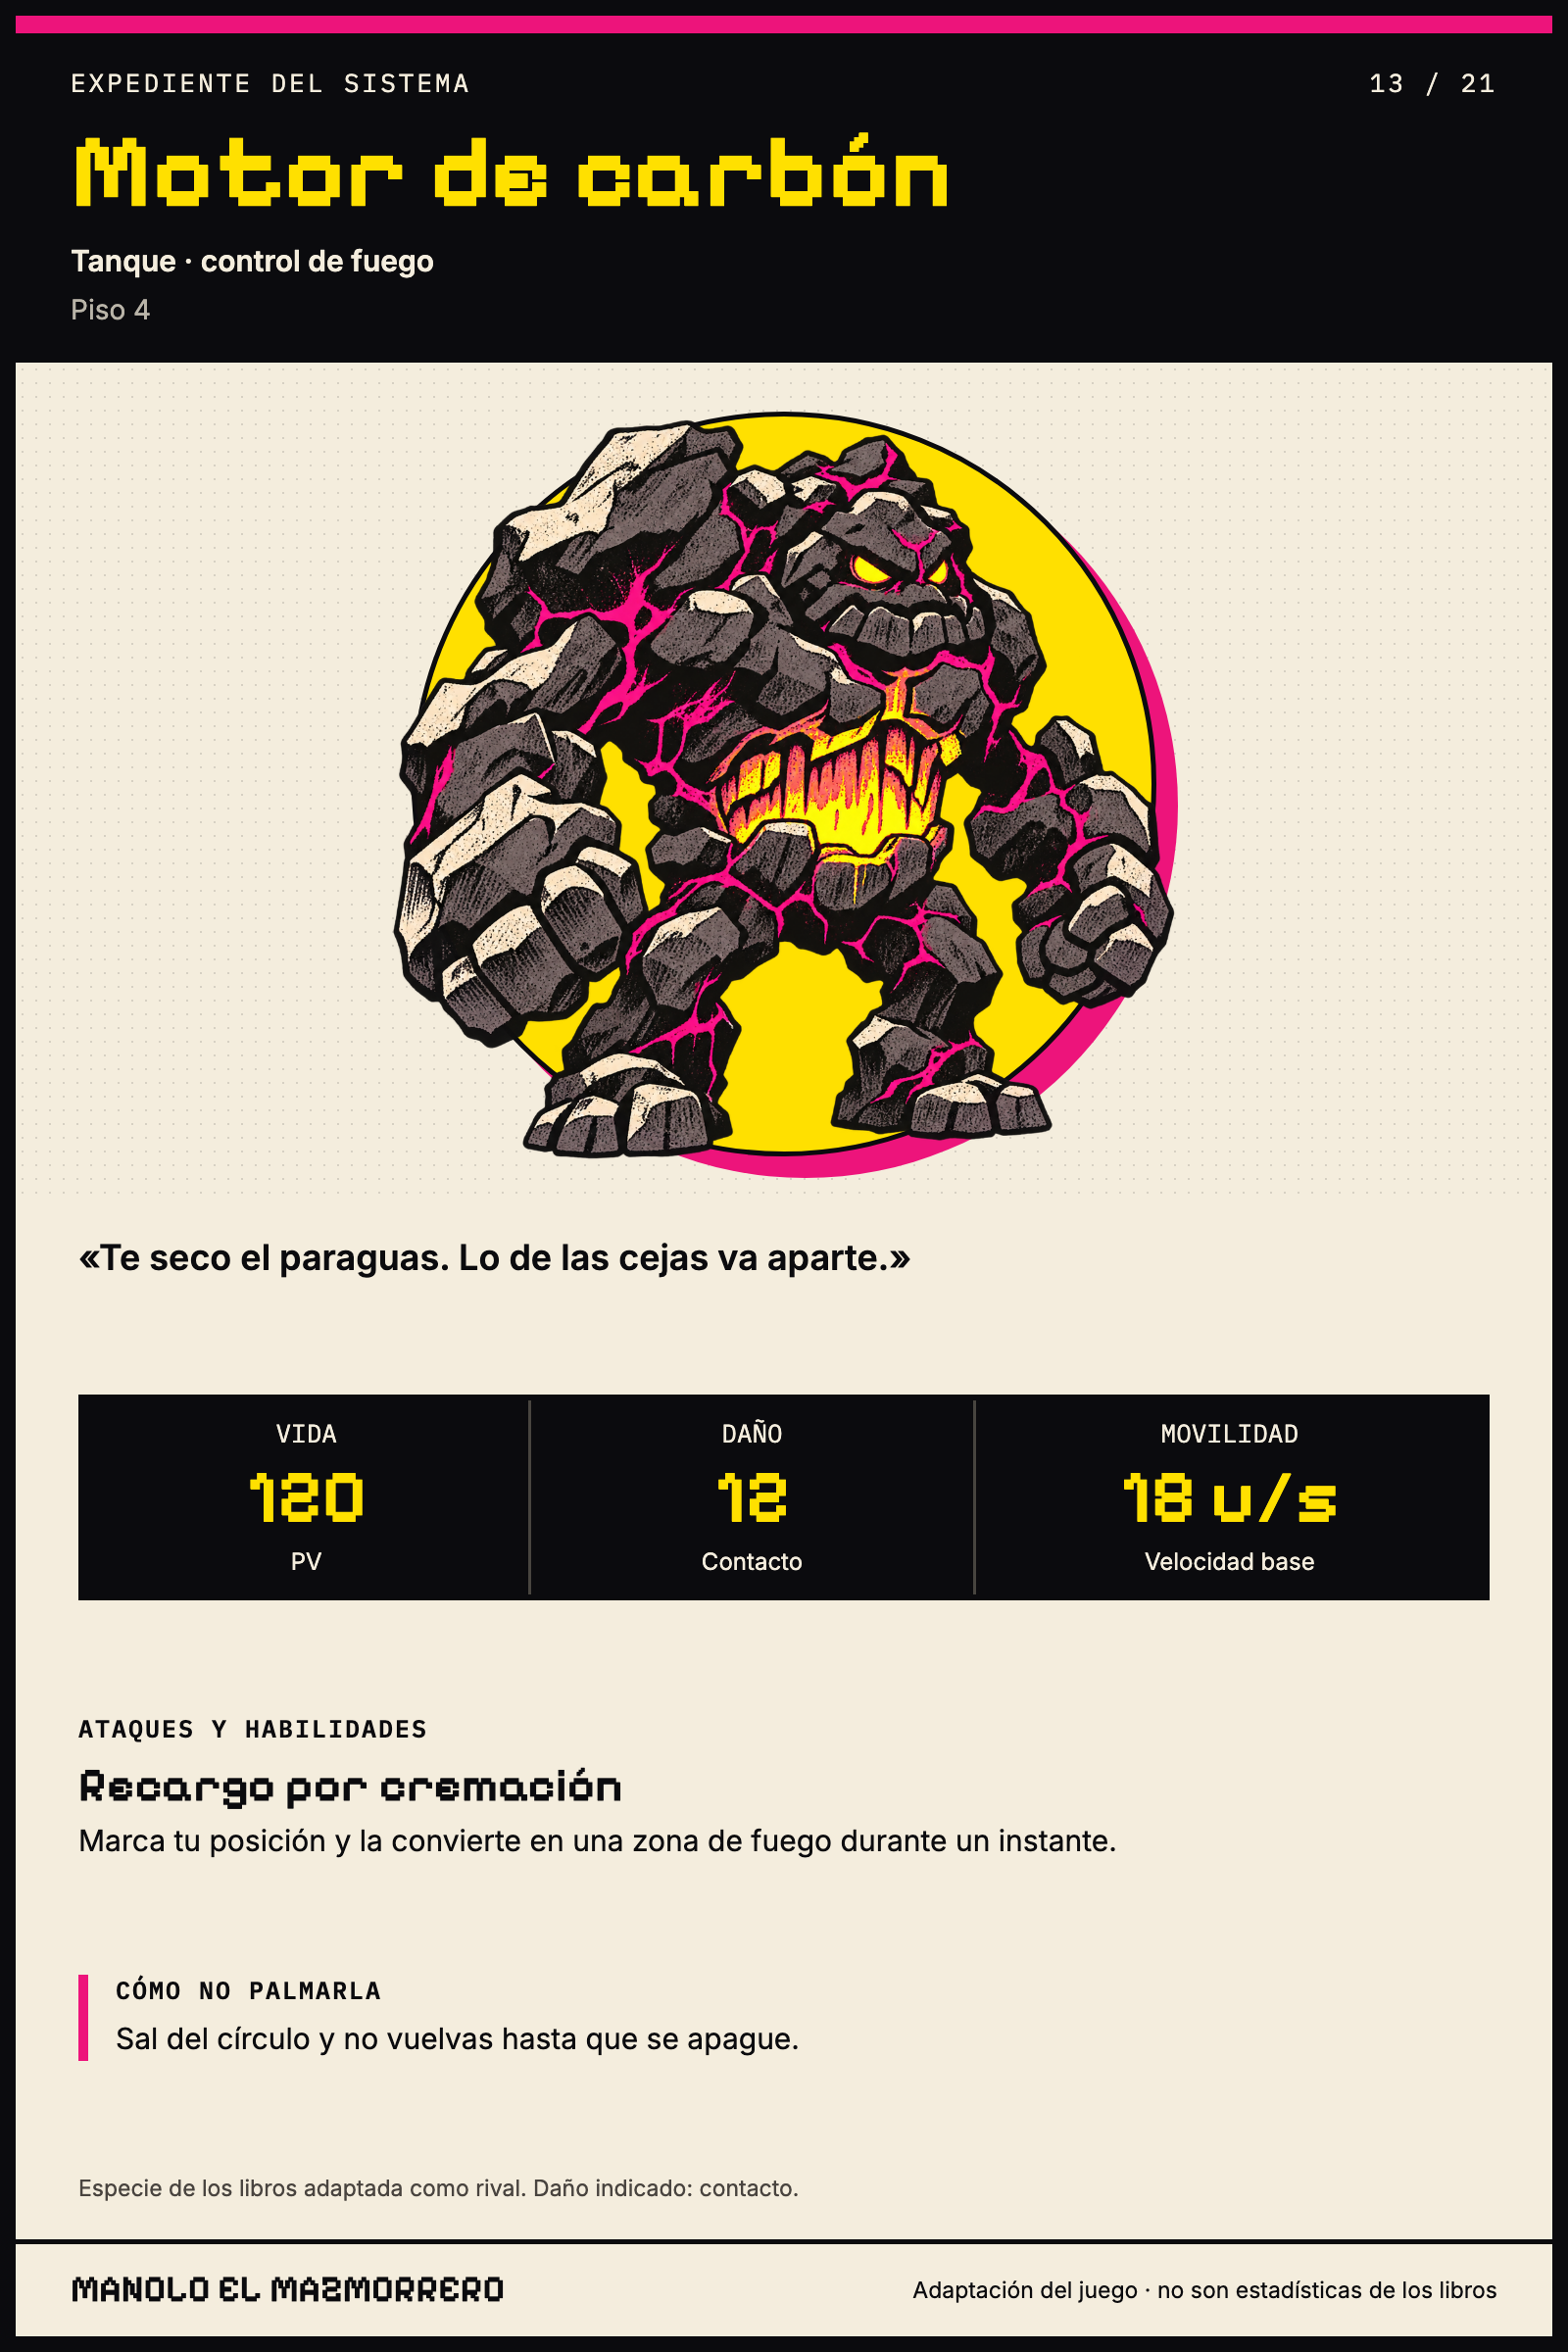 EXPEDIENTE DEL SISTEMA
13 / 21
Motor de carbón
Tanque · control de fuego
Piso 4
«Te seco el paraguas. Lo de las cejas va aparte.»
VIDA
120
PV
DAÑO
12
Contacto
MOVILIDAD
18 u/s
Velocidad base
ATAQUES Y HABILIDADES
Recargo por cremación
Marca tu posición y la convierte en una zona de fuego durante un instante.
CÓMO NO PALMARLA
Sal del círculo y no vuelvas hasta que se apague.
Especie de los libros adaptada como rival. Daño indicado: contacto.
MANOLO EL MAZMORRERO
Adaptación del juego · no son estadísticas de los libros